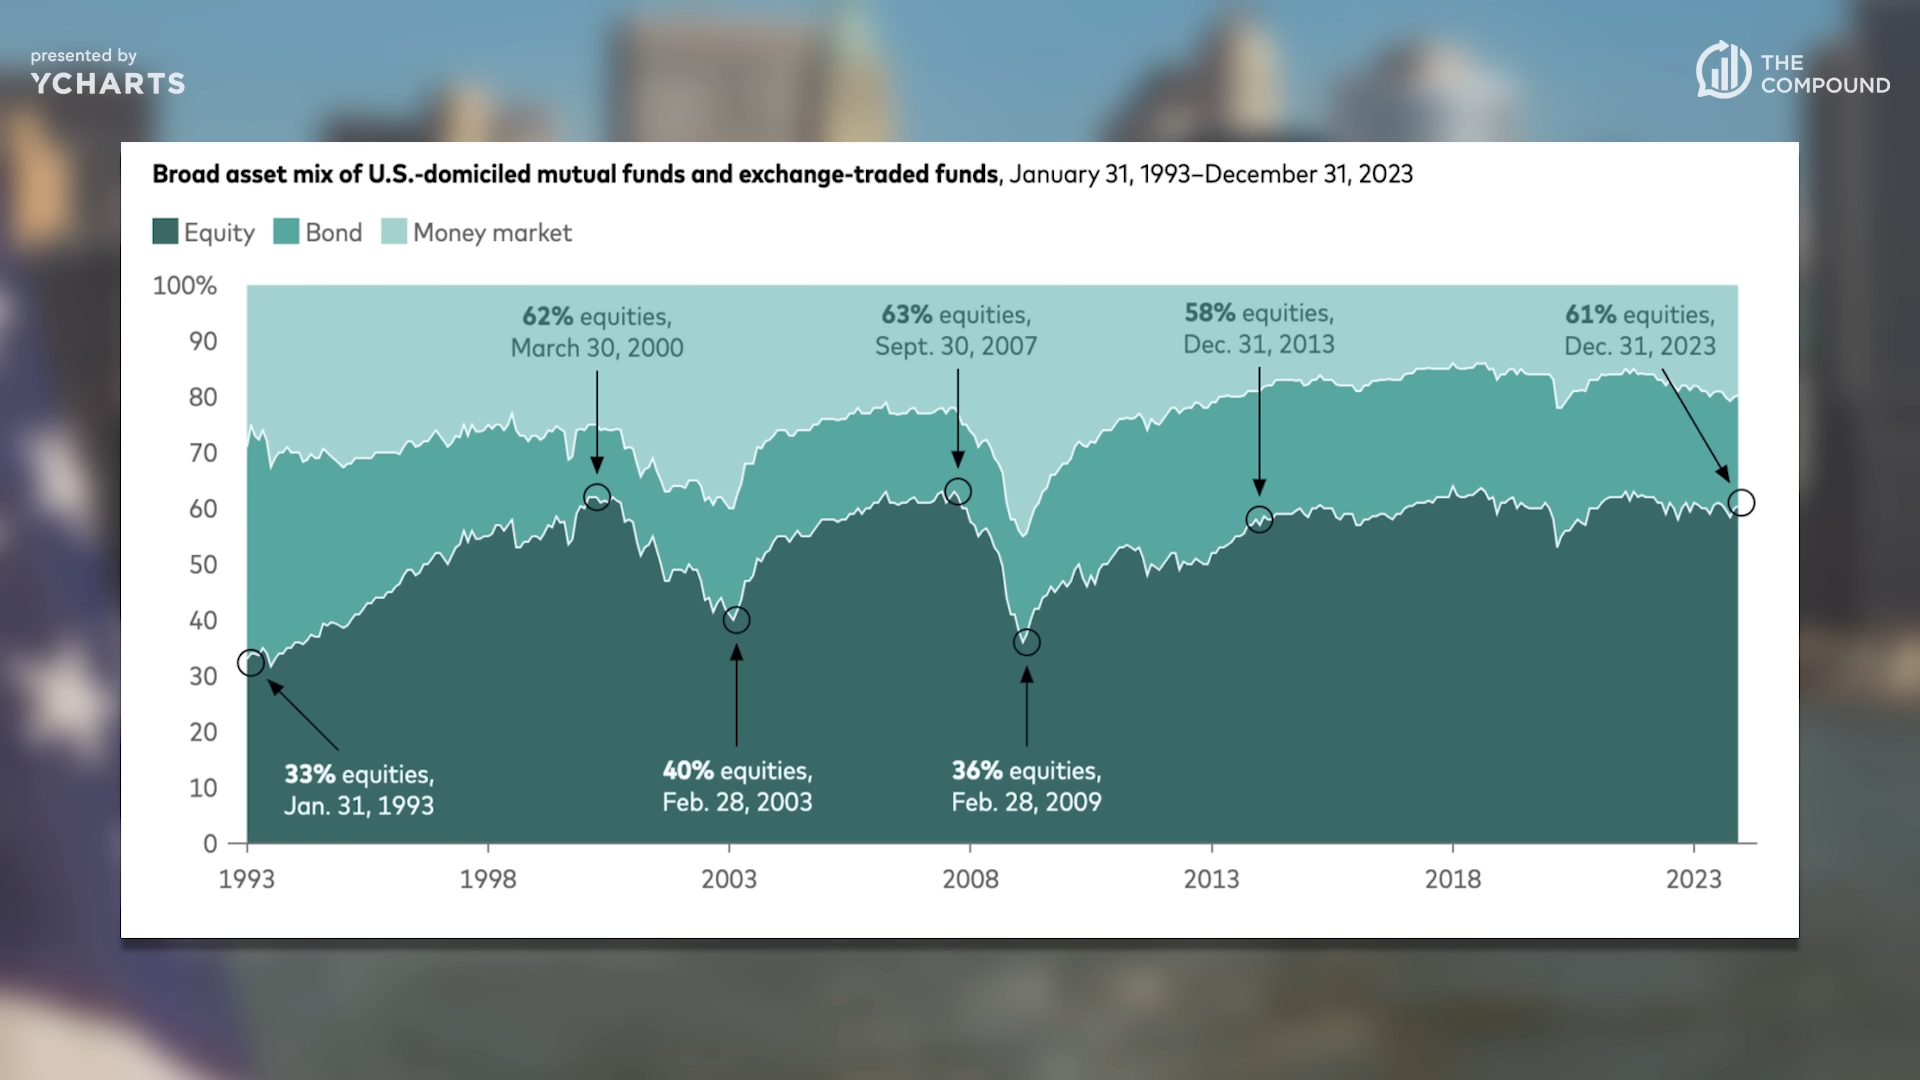 presented by
YCHARTS
THE
COMPOUND
Broad asset mix of U.S.-domiciled mutual funds and exchange-traded funds, January 31, 1993–December 31, 2023
Equity Bond Money market
100%
90
80
70
60
50
40
30
20
10
0
62% equities,
March 30, 2000
63% equities,
Sept. 30, 2007
58% equities,
Dec. 31, 2013
61% equities,
Dec. 31, 2023
33% equities,
Jan. 31, 1993
40% equities,
Feb. 28, 2003
36% equities,
Feb. 28, 2009
1993 1998 2003 2008 2013 2018 2023